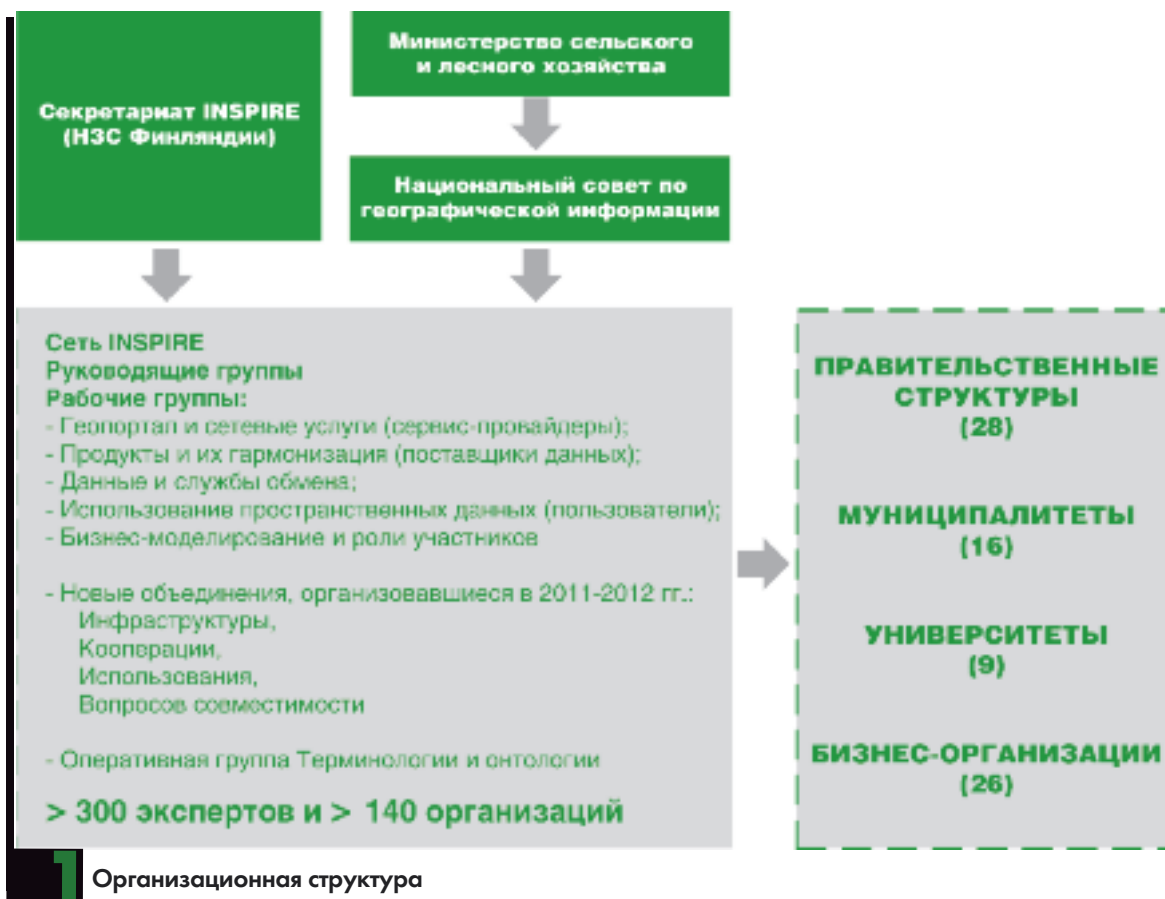 Секретариат INSPIRE
(НЗС Финляндии)
Министерство сельского
и лесного хозяйства
Национальный совет по
географической информации
Сеть INSPIRE
Руководящие группы
Рабочие группы:
- Геопортал и сетевые услуги (сервис-провайдеры);
- Продукты и их гармонизация (поставщики данных);
- Данные и службы обмена;
- Использование пространственных данных (пользователи);
- Бизнес-моделирование и роли участников
- Новые объединения, организовавшиеся в 2011-2012 гг.:
Инфраструктуры,
Кооперации,
Использования,
Вопросов совместимости
- Оперативная группа Терминологии и онтологии
> 300 экспертов и > 140 организаций
ПРАВИТЕЛЬСТВЕННЫЕ
СТРУКТУРЫ
(28)
МУНИЦИПАЛИТЕТЫ
(16)
УНИВЕРСИТЕТЫ
(9)
БИЗНЕС-ОРГАНИЗАЦИИ
(26)
1 Организационная структура